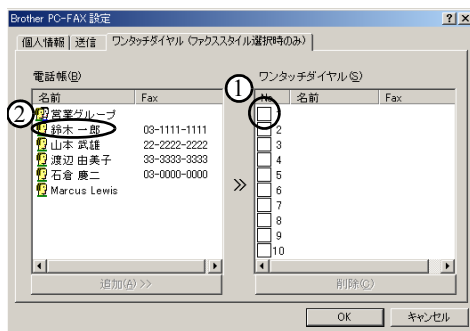 Brother PC-FAX 設定
個人情報 送信 ワンタッチダイヤル (ファクススタイル選択時のみ)
電話帳(B)
名前 Fax
② 営業グループ
鈴木 一郎 03-1111-1111
山本 武雄 22-2222-2222
渡辺 由美子 33-3333-3333
石倉 慶二 03-0000-0000
Marcus Lewis
追加(A) >>
»
ワンタッチダイヤル(S)
① No. 名前 Fax
1
2
3
4
5
6
7
8
9
10
削除(C)
OK キャンセル